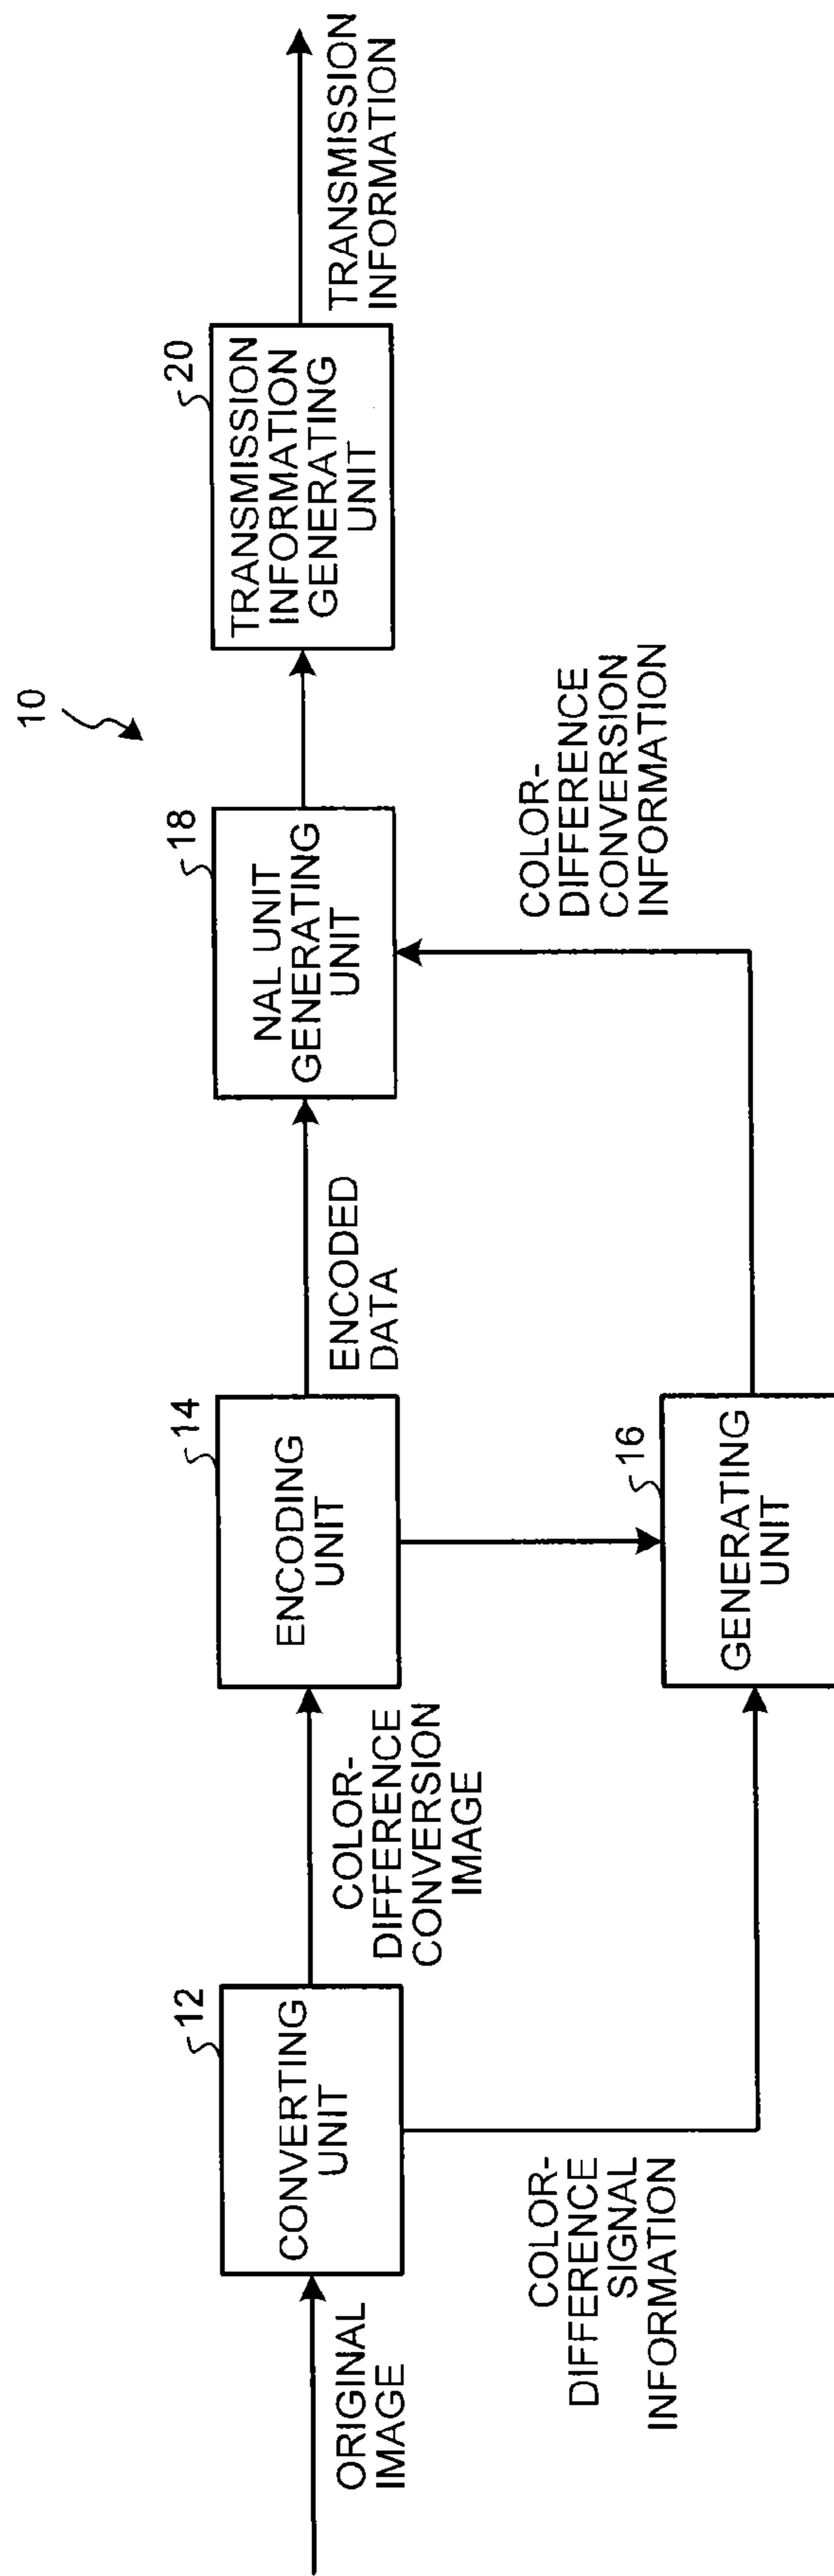 10
ORIGINAL
IMAGE
12
CONVERTING
UNIT
COLOR-
DIFFERENCE
CONVERSION
IMAGE
14
ENCODING
UNIT
ENCODED
DATA
18
NAL UNIT
GENERATING
UNIT
20
TRANSMISSION
INFORMATION
GENERATING
UNIT
TRANSMISSION
INFORMATION
COLOR-
DIFFERENCE
SIGNAL
INFORMATION
16
GENERATING
UNIT
COLOR-
DIFFERENCE
CONVERSION
INFORMATION